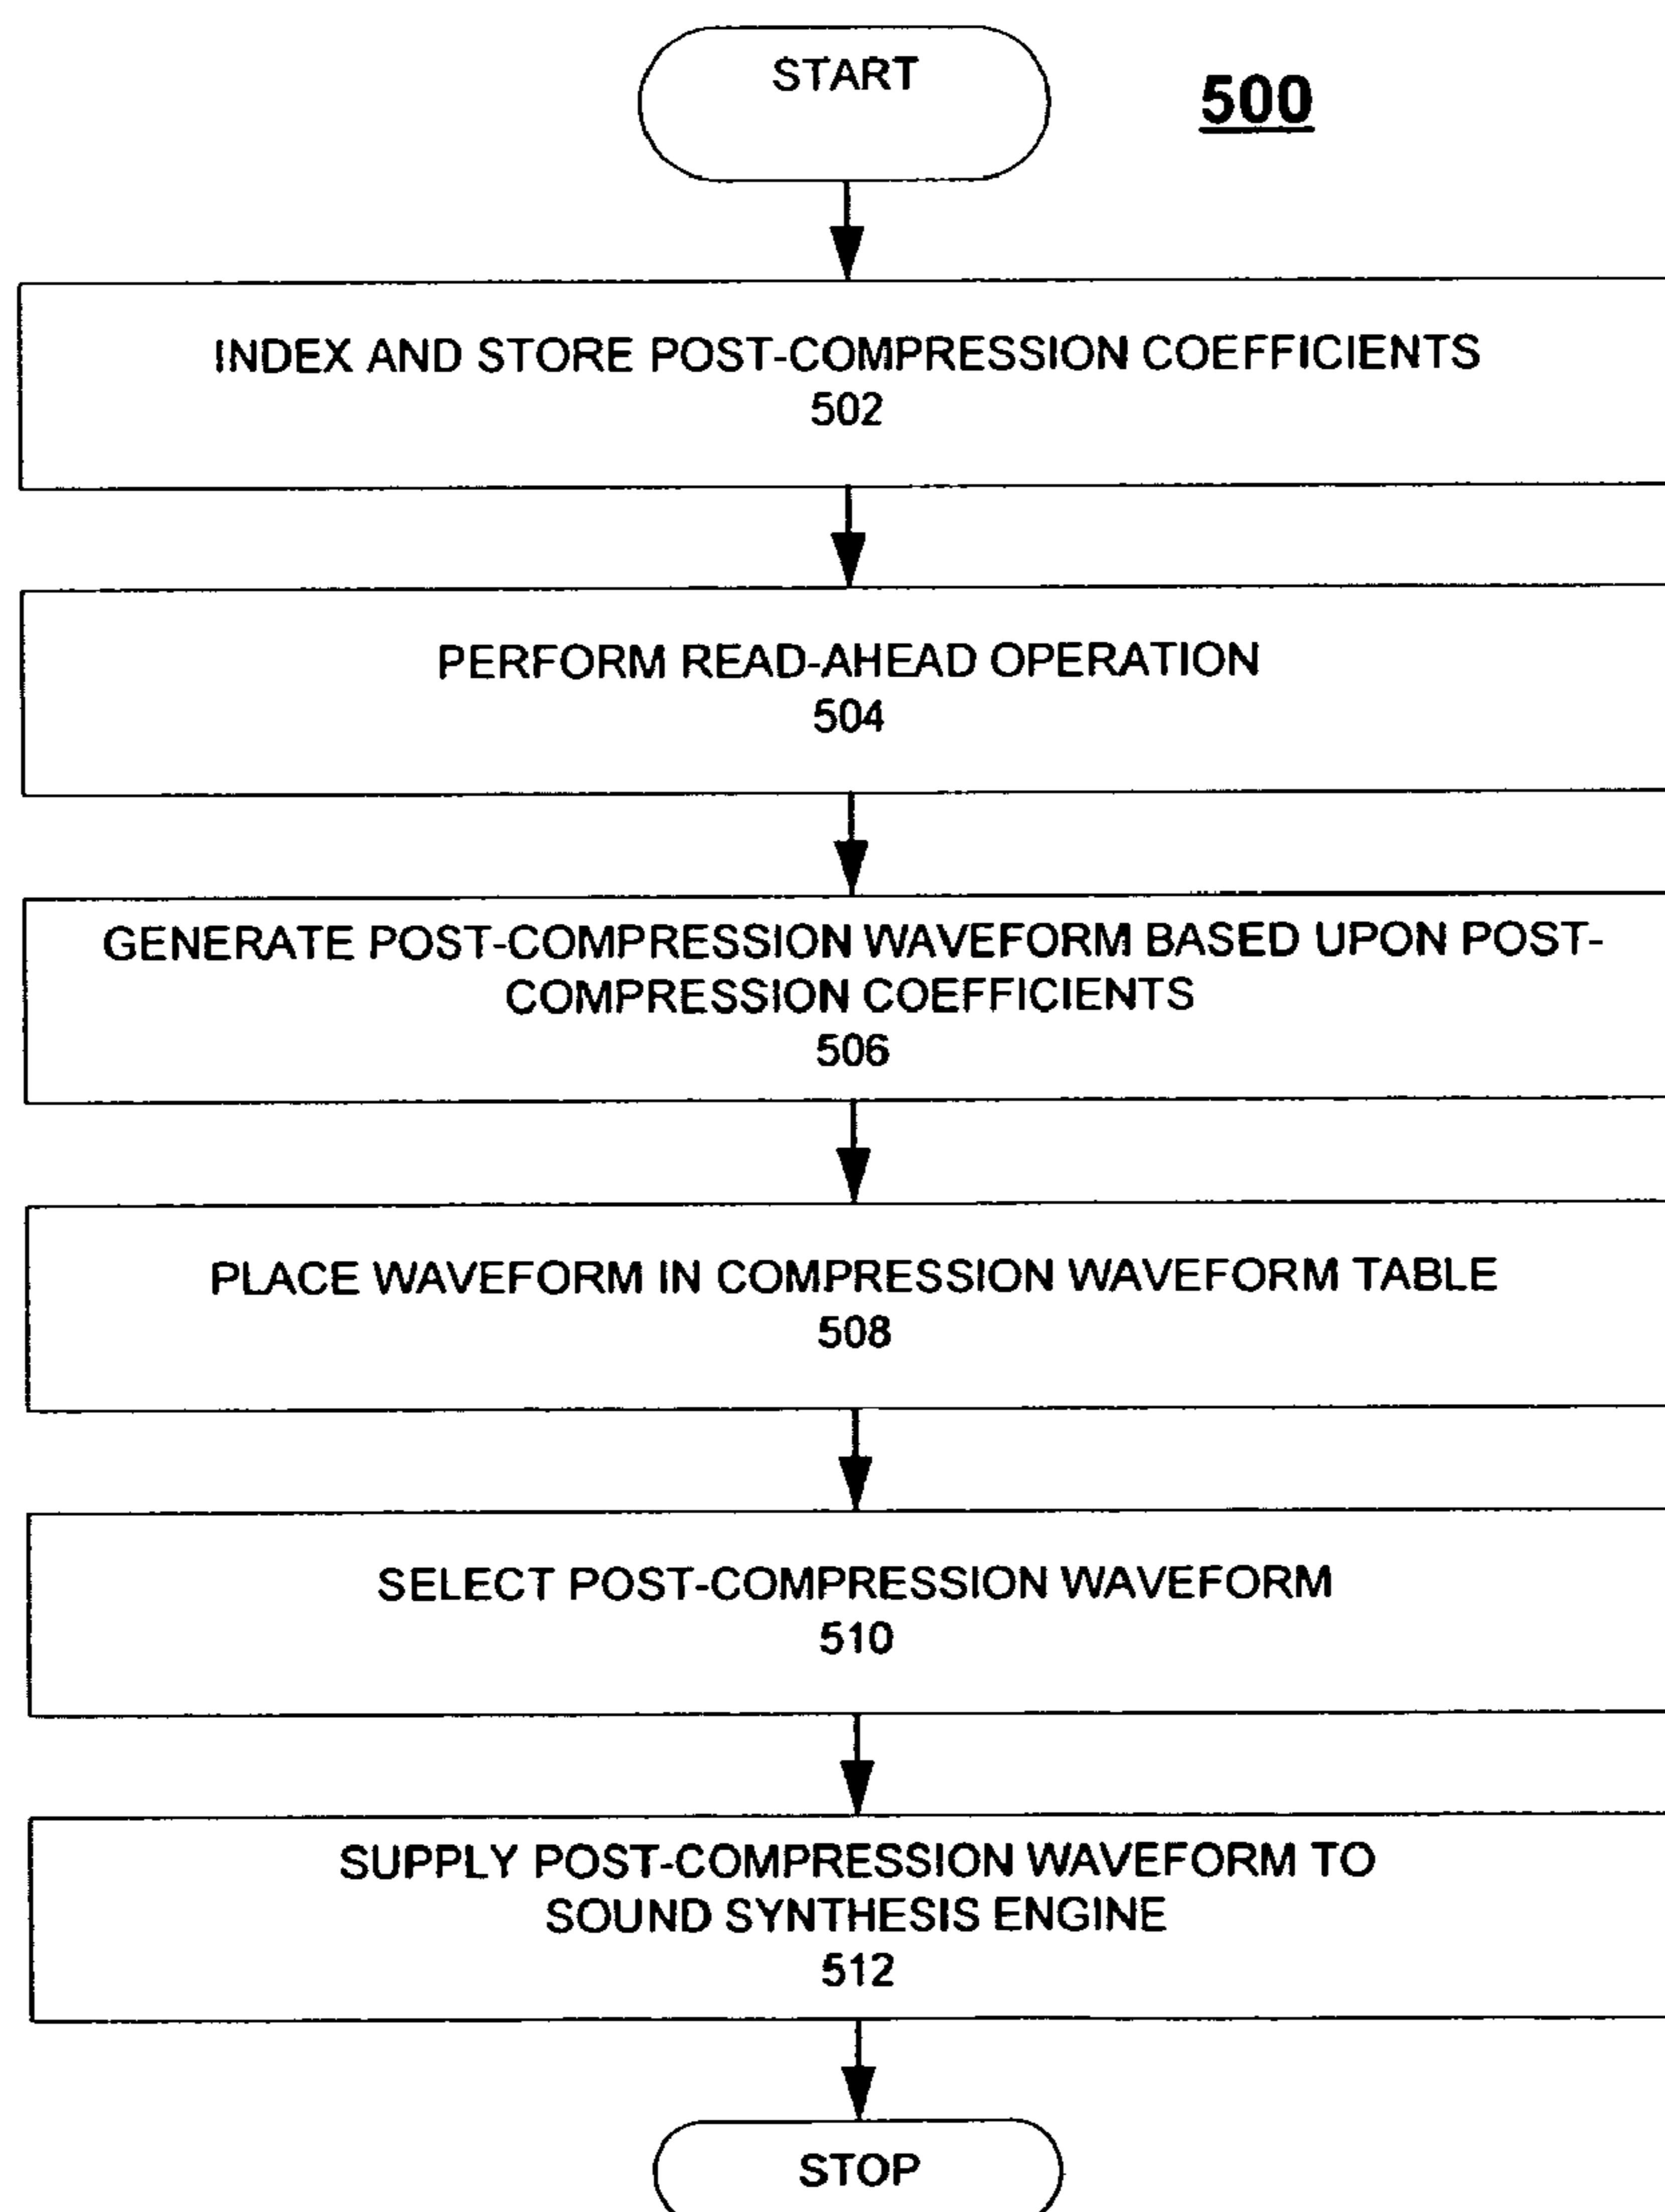 START
500
INDEX AND STORE POST-COMPRESSION COEFFICIENTS
502
PERFORM READ-AHEAD OPERATION
504
GENERATE POST-COMPRESSION WAVEFORM BASED UPON POST-
COMPRESSION COEFFICIENTS
506
PLACE WAVEFORM IN COMPRESSION WAVEFORM TABLE
508
SELECT POST-COMPRESSION WAVEFORM
510
SUPPLY POST-COMPRESSION WAVEFORM TO
SOUND SYNTHESIS ENGINE
512
STOP